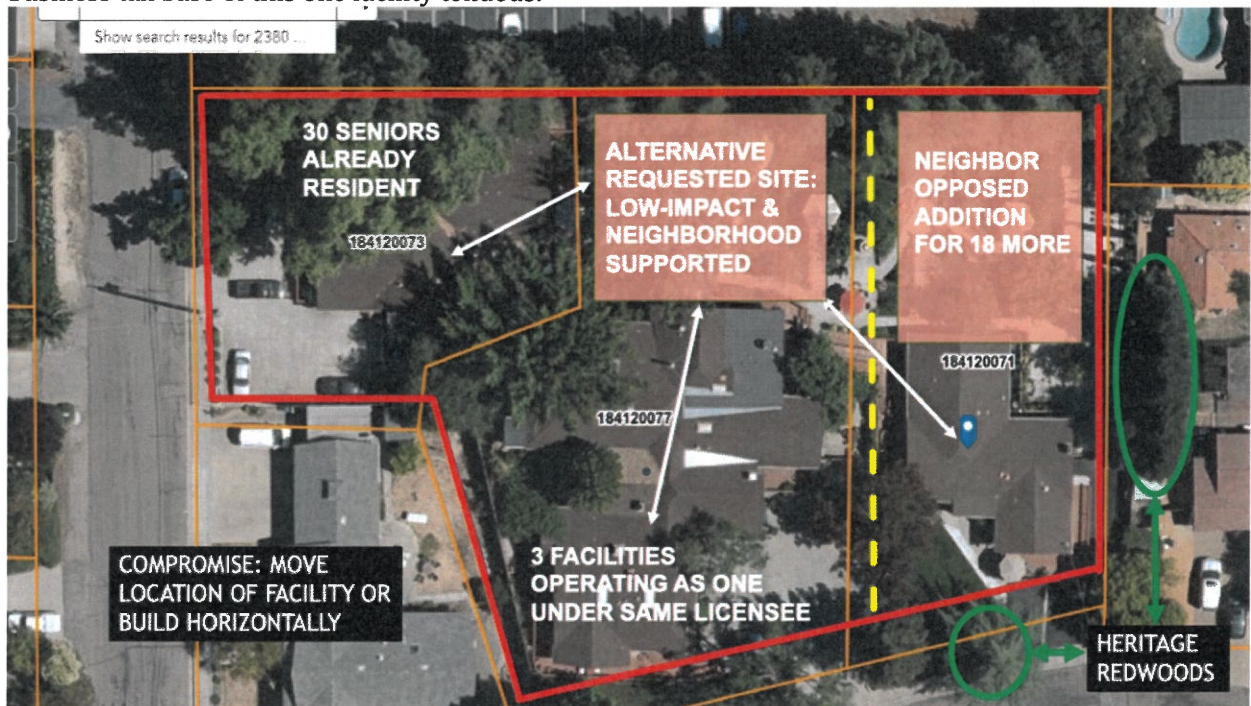 Show search results for 2380 ...
30 SENIORS
ALREADY
RESIDENT
184120073
ALTERNATIVE
REQUESTED SITE:
LOW-IMPACT &
NEIGHBORHOOD
SUPPORTED
NEIGHBOR
OPPOSED
ADDITION
FOR 18 MORE
184120071
184120077
3 FACILITIES
OPERATING AS ONE
UNDER SAME LICENSEE
COMPROMISE: MOVE
LOCATION OF FACILITY OR
BUILD HORIZONTALLY
HERITAGE
REDWOODS